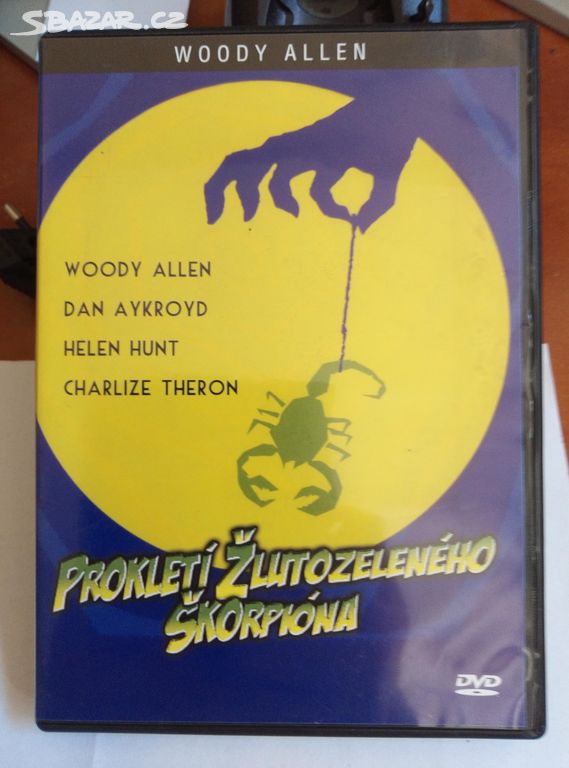 SBAZAR.CZ
WOODY ALLEN
WOODY ALLEN
DAN AYKROYD
HELEN HUNT
CHARLIZE THERON
PROKLETÍ ŽLUTOZELENÉHO
ŠKORPIÓNA
DVD